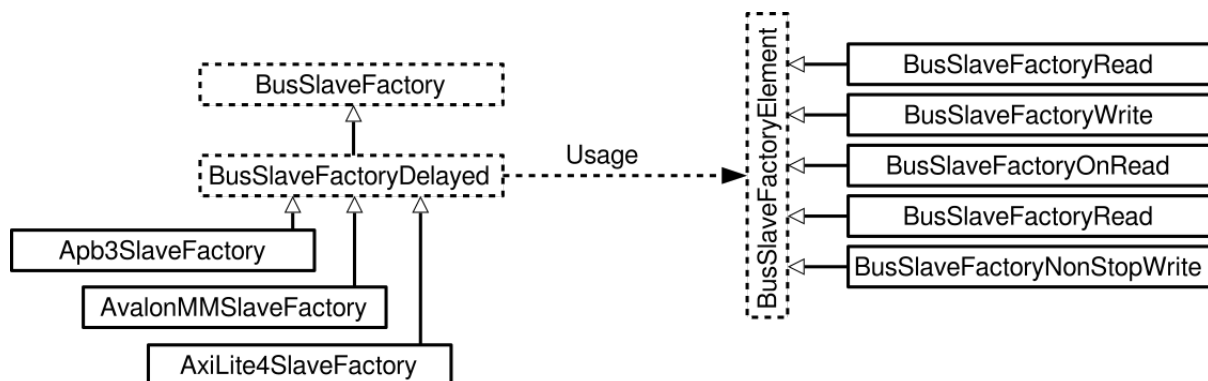 BusSlaveFactory
BusSlaveFactoryDelayed
Apb3SlaveFactory
AvalonMMSlaveFactory
AxiLite4SlaveFactory
Usage
BusSlaveFactoryElement
BusSlaveFactoryRead
BusSlaveFactoryWrite
BusSlaveFactoryOnRead
BusSlaveFactoryRead
BusSlaveFactoryNonStopWrite